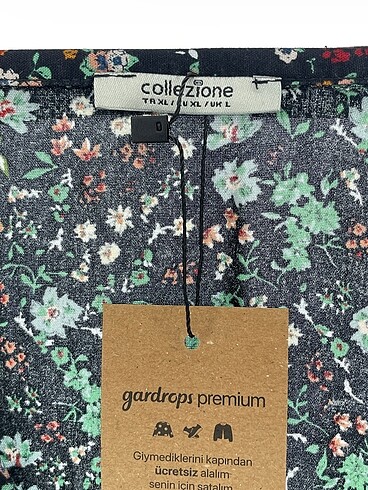 collezione
TR XL / EU XL / UK L
gardrops premium
Giymediklerini kapından
ücretsiz alalım
senin için satalım